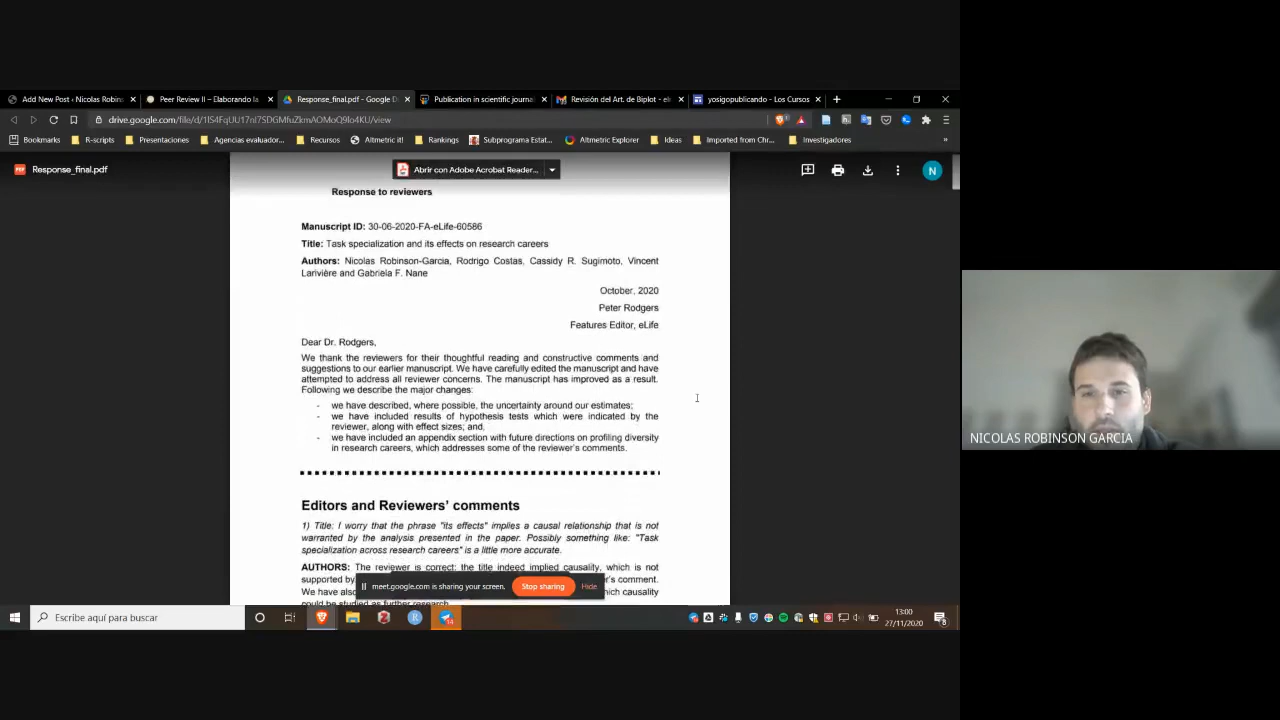 Add New Post ‹ Nicolas Robins
Peer Review II – Elaborando la
Response_final.pdf - Google D
Publication in scientific journal
Revisión del Art. de Biplot - el
yosigopublicando - Los Cursos
Bookmarks
R-scripts
Presentaciones
Agencias evaluador...
Recursos
Altmetric it!
Rankings
Subprograma Estat...
Altmetric Explorer
Ideas
Imported from Chr...
Investigadores
Response_final.pdf
Abrir con Adobe Acrobat Reader...
N
Response to reviewers
Manuscript ID: 30-06-2020-FA-eLife-60586
Title: Task specialization and its effects on research careers
Authors: Nicolas Robinson-Garcia, Rodrigo Costas, Cassidy R. Sugimoto, Vincent
Larivière and Gabriela F. Nane
October, 2020
Peter Rodgers
Features Editor, eLife
Dear Dr. Rodgers,
We thank the reviewers for their thoughtful reading and constructive comments and
suggestions to our earlier manuscript. We have carefully edited the manuscript and have
attempted to address all reviewer concerns. The manuscript has improved as a result.
Following we describe the major changes:
- we have described, where possible, the uncertainty around our estimates;
- we have included results of hypothesis tests which were indicated by the
reviewer, along with effect sizes; and,
- we have included an appendix section with future directions on profiling diversity
in research careers, which addresses some of the reviewer's comments.
Editors and Reviewers' comments
1) Title: I worry that the phrase "its effects" implies a causal relationship that is not
warranted by the analysis presented in the paper. Possibly something like: "Task
specialization across research careers" is a little more accurate.
AUTHORS: The reviewer is correct: the title indeed implied causality, which is not
supported by
's comment.
We have also
hich causality
could be studied as further research.
meet.google.com is sharing your screen.
Stop sharing
Hide
NICOLAS ROBINSON GARCIA
Escribe aquí para buscar
13:00
27/11/2020